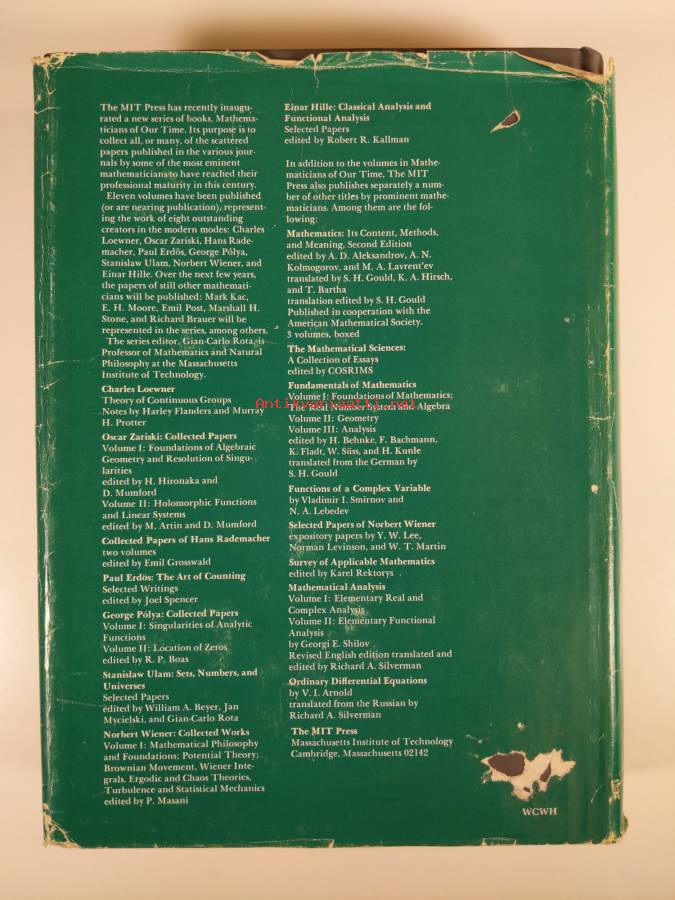 The MIT Press has recently inaugu-
rated a new series of books, Mathema-
ticians of Our Time. Its purpose is to
collect all, or many, of the scattered
papers published in the various jour-
nals by some of the most eminent
mathematicians to have reached their
professional maturity in this century.
Eleven volumes have been published
(or are nearing publication), represent-
ing the work of eight outstanding
creators in the modern modes: Charles
Loewner, Oscar Zariski, Hans Rade-
macher, Paul Erdös, George Pólya,
Stanislaw Ulam, Norbert Wiener, and
Einar Hille. Over the next few years,
the papers of still other mathemati-
cians will be published: Mark Kac,
E. H. Moore, Emil Post, Marshall H.
Stone, and Richard Brauer will be
represented in the series, among others.
The series editor, Gian-Carlo Rota, is
Professor of Mathematics and Natural
Philosophy at the Massachusetts
Institute of Technology.
Charles Loewner
Theory of Continuous Groups
Notes by Harley Flanders and Murray
H. Protter
Oscar Zariski: Collected Papers
Volume I: Foundations of Algebraic
Geometry and Resolution of Singu-
larities
edited by H. Hironaka and
D. Mumford
Volume II: Holomorphic Functions
and Linear Systems
edited by M. Artin and D. Mumford
Collected Papers of Hans Rademacher
two volumes
edited by Emil Grosswald
Paul Erdös: The Art of Counting
Selected Writings
edited by Joel Spencer
George Pólya: Collected Papers
Volume I: Singularities of Analytic
Functions
Volume II: Location of Zeros
edited by R. P. Boas
Stanislaw Ulam: Sets, Numbers, and
Universes
Selected Papers
edited by William A. Beyer, Jan
Mycielski, and Gian-Carlo Rota
Norbert Wiener: Collected Works
Volume I: Mathematical Philosophy
and Foundations; Potential Theory;
Brownian Movement, Wiener Inte-
grals, Ergodic and Chaos Theories,
Turbulence and Statistical Mechanics
edited by P. Masani
Einar Hille: Classical Analysis and
Functional Analysis
Selected Papers
edited by Robert R. Kallman
In addition to the volumes in Mathe-
maticians of Our Time, The MIT
Press also publishes separately a num-
ber of other titles by prominent mathe-
maticians. Among them are the fol-
lowing:
Mathematics: Its Content, Methods,
and Meaning, Second Edition
edited by A. D. Aleksandrov, A. N.
Kolmogorov, and M. A. Lavrent'ev
translated by S. H. Gould, K. A. Hirsch,
and T. Bartha
translation edited by S. H. Gould
Published in cooperation with the
American Mathematical Society.
3 volumes, boxed
The Mathematical Sciences:
A Collection of Essays
edited by COSRIMS
Fundamentals of Mathematics
Volume I: Foundations of Mathematics;
The Real Number System and Algebra
Volume II: Geometry
Volume III: Analysis
edited by H. Behnke, F. Bachmann,
K. Fladt, W. Süss, and H. Kunle
translated from the German by
S. H. Gould
Functions of a Complex Variable
by Vladimir I. Smirnov and
N. A. Lebedev
Selected Papers of Norbert Wiener
expository papers by Y. W. Lee,
Norman Levinson, and W. T. Martin
Survey of Applicable Mathematics
edited by Karel Rektorys
Mathematical Analysis
Volume I: Elementary Real and
Complex Analysis
Volume II: Elementary Functional
Analysis
by Georgi E. Shilov
Revised English edition translated and
edited by Richard A. Silverman
Ordinary Differential Equations
by V. I. Arnold
translated from the Russian by
Richard A. Silverman
The MIT Press
Massachusetts Institute of Technology
Cambridge, Massachusetts 02142
WCWH